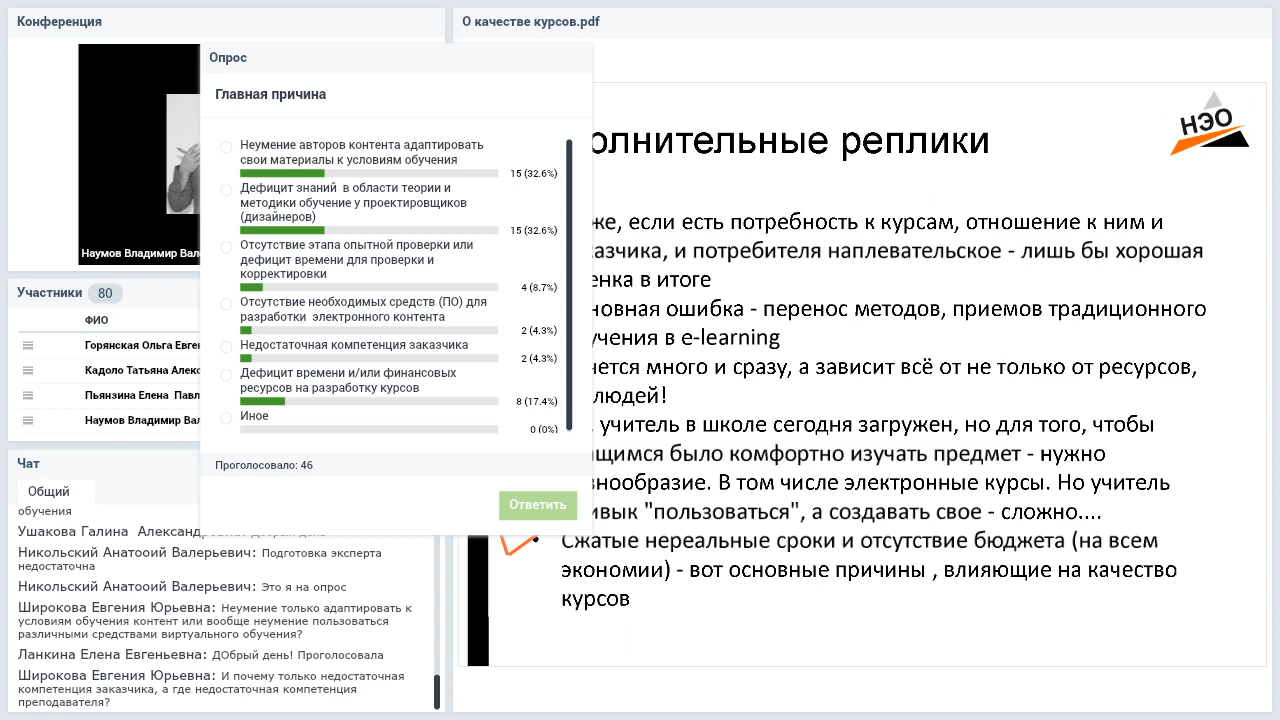 Конференция
Наумов Владимир Вал
Участники 80
ФИО
Горянская Ольга Евген
Кадоло Татьяна Алекс
Пьянзина Елена Павл
Наумов Владимир Вал
Чат
Общий
обучения
Ушакова Галина Александровна: Добрый день
Никольский Анатооий Валерьевич: Подготовка эксперта
недостаточна
Никольский Анатооий Валерьевич: Это я на опрос
Широкова Евгения Юрьевна: Неумение только адаптировать к
условиям обучения контент или вообще неумение пользоваться
различными средствами виртуального обучения?
Ланкина Елена Евгеньевна: ДОбрый день! Проголосовала
Широкова Евгения Юрьевна: И почему только недостаточная
компетенция заказчика, а где недостаточная компетенция
преподавателя?
Опрос
Главная причина
Неумение авторов контента адаптировать
свои материалы к условиям обучения
15 (32.6%)
Дефицит знаний в области теории и
методики обучение у проектировщиков
(дизайнеров)
15 (32.6%)
Отсутствие этапа опытной проверки или
дефицит времени для проверки и
корректировки
4 (8.7%)
Отсутствие необходимых средств (ПО) для
разработки электронного контента
2 (4.3%)
Недостаточная компетенция заказчика
2 (4.3%)
Дефицит времени и/или финансовых
ресурсов на разработку курсов
8 (17.4%)
Иное
0 (0%)
Проголосовало: 46
Ответить
О качестве курсов.pdf
НЭО
олнительные реплики
же, если есть потребность к курсам, отношение к ним и
азчика, и потребителя наплевательское - лишь бы хорошая
енка в итоге
новная ошибка - перенос методов, приемов традиционного
учения в e-learning
чется много и сразу, а зависит всё от не только от ресурсов,
людей!
. учитель в школе сегодня загружен, но для того, чтобы
ащимся было комфортно изучать предмет - нужно
знообразие. В том числе электронные курсы. Но учитель
ивык "пользоваться", а создавать свое - сложно....
Сжатые нереальные сроки и отсутствие бюджета (на всем
экономии) - вот основные причины , влияющие на качество
курсов